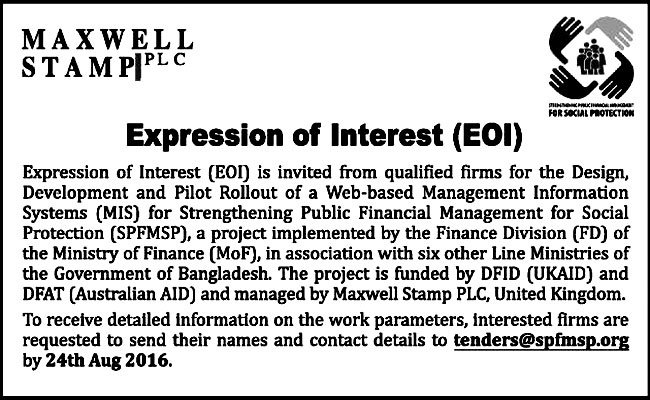 MAXWELL
STAMP PLC
STRENGTHENING PUBLIC FINANCIAL MANAGEMENT
FOR SOCIAL PROTECTION
Expression of Interest (EOI)
Expression of Interest (EOI) is invited from qualified firms for the Design,
Development and Pilot Rollout of a Web-based Management Information
Systems (MIS) for Strengthening Public Financial Management for Social
Protection (SPFMSP), a project implemented by the Finance Division (FD) of
the Ministry of Finance (MoF), in association with six other Line Ministries of
the Government of Bangladesh. The project is funded by DFID (UKAID) and
DFAT (Australian AID) and managed by Maxwell Stamp PLC, United Kingdom.
To receive detailed information on the work parameters, interested firms are
requested to send their names and contact details to tenders@spfmsp.org
by 24th Aug 2016.